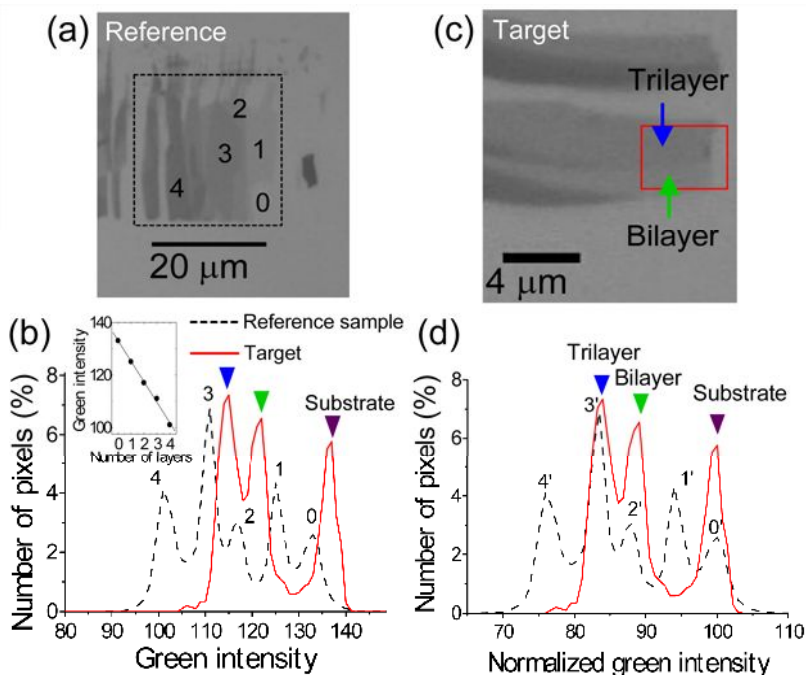 (a) Reference
2
3
1
4
0
20 μm
(c) Target
Trilayer
Bilayer
4 μm
(b)
Reference sample
Target
Green intensity
140
120
100
0 1 2 3 4
Number of layers
Substrate
3
4
2
1
0
Number of pixels (%)
8
6
4
2
0
80 90 100 110 120 130 140
Green intensity
(d)
Trilayer
Bilayer
Substrate
3'
4'
2'
1'
0'
Number of pixels (%)
8
6
4
2
0
70 80 90 100 110
Normalized green intensity